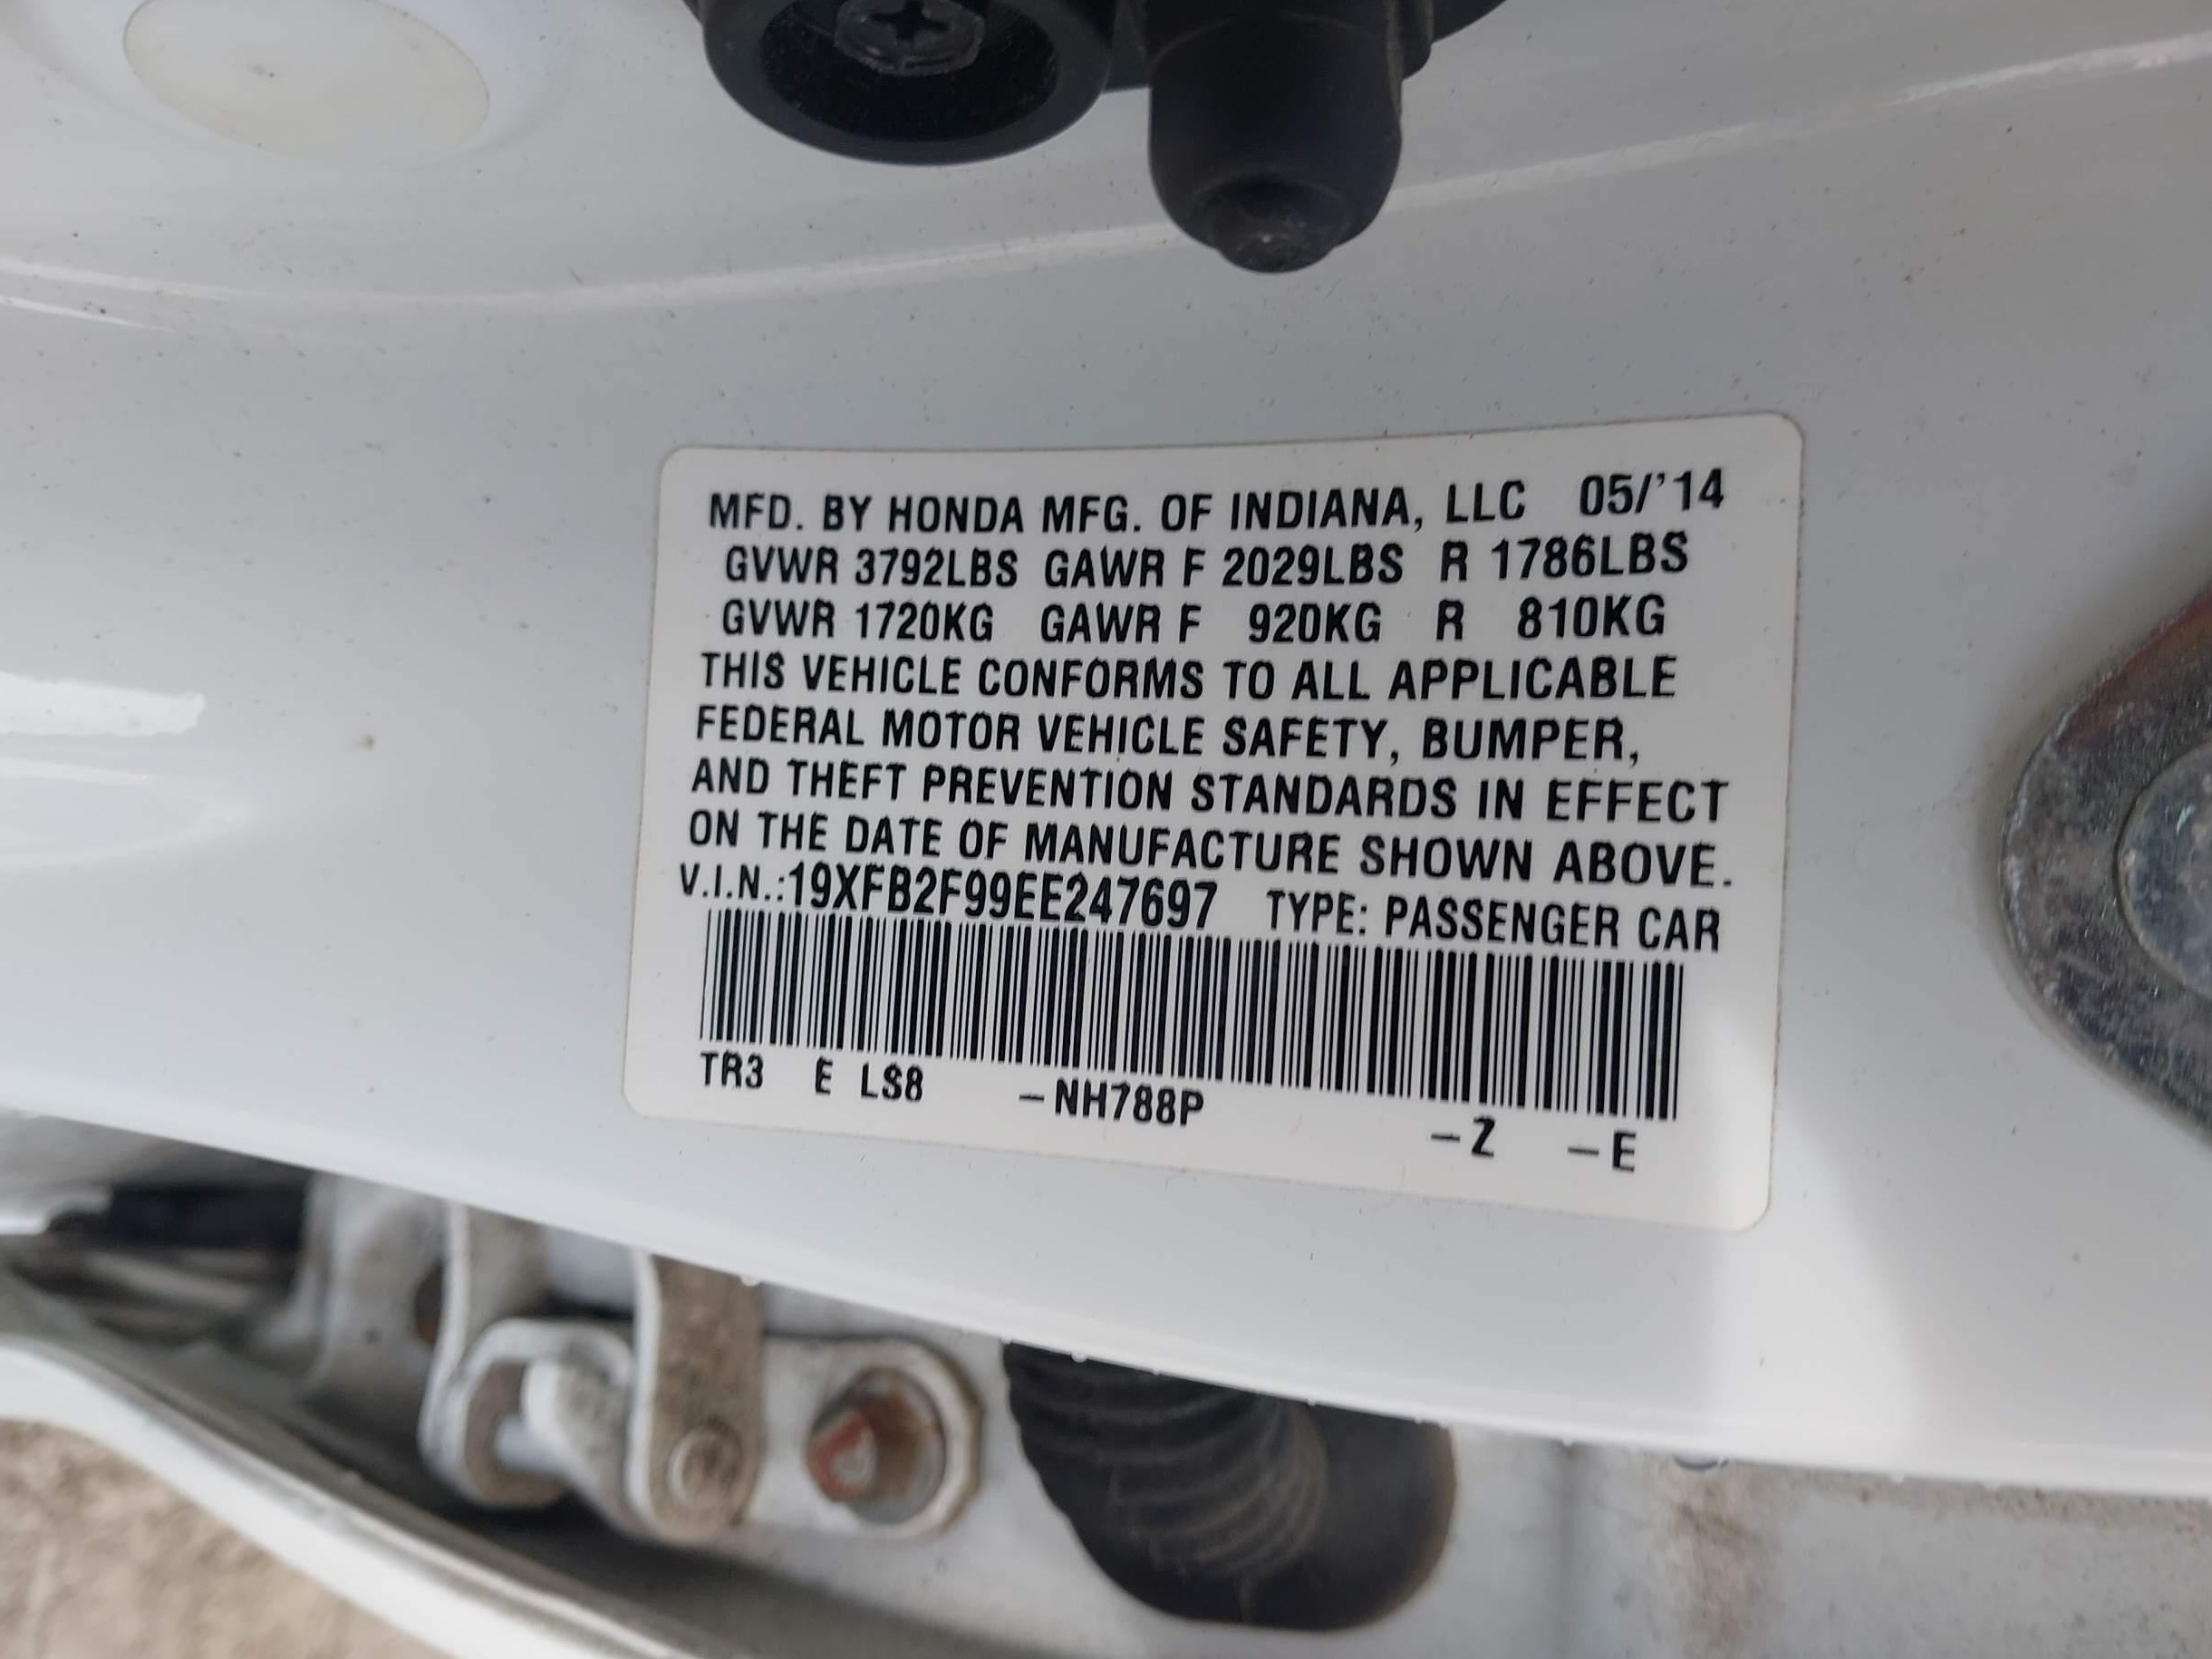 MFD. BY HONDA MFG. OF INDIANA, LLC 05/'14
GVWR 3792LBS GAWR F 2029LBS R 1786LBS
GVWR 1720KG GAWR F 920KG R 810KG
THIS VEHICLE CONFORMS TO ALL APPLICABLE
FEDERAL MOTOR VEHICLE SAFETY, BUMPER,
AND THEFT PREVENTION STANDARDS IN EFFECT
ON THE DATE OF MANUFACTURE SHOWN ABOVE.
V.I.N.:19XFB2F99EE247697 TYPE: PASSENGER CAR
TR3 E LS8 -NH788P -Z -E